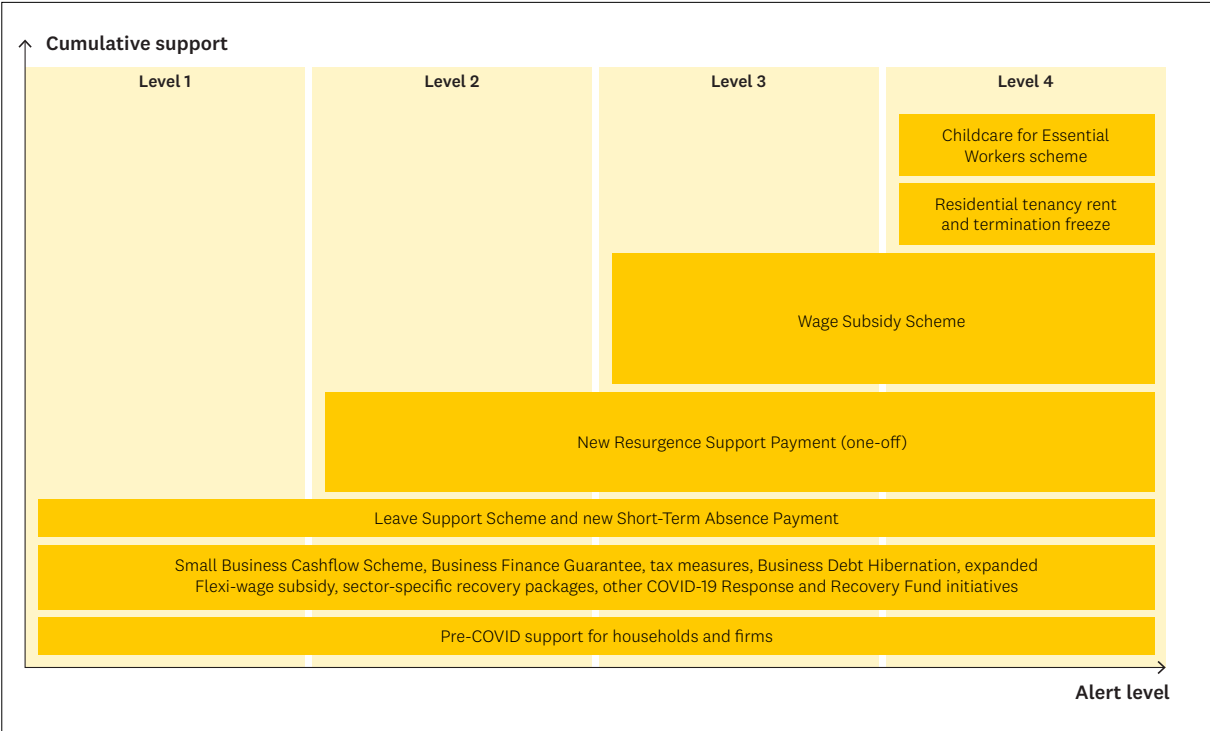 Cumulative support
Level 1
Level 2
Level 3
Level 4
Childcare for Essential
Workers scheme
Residential tenancy rent
and termination freeze
Wage Subsidy Scheme
New Resurgence Support Payment (one-off)
Leave Support Scheme and new Short-Term Absence Payment
Small Business Cashflow Scheme, Business Finance Guarantee, tax measures, Business Debt Hibernation, expanded
Flexi-wage subsidy, sector-specific recovery packages, other COVID-19 Response and Recovery Fund initiatives
Pre-COVID support for households and firms
Alert level